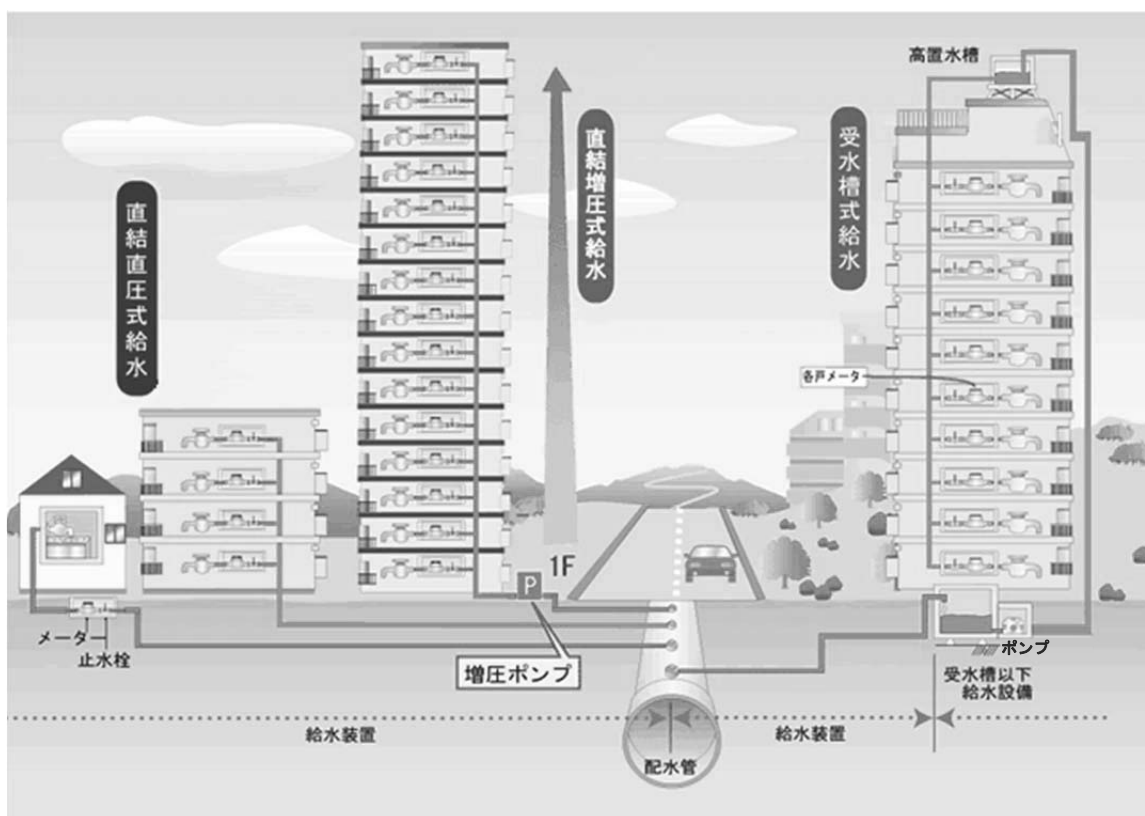 高置水槽
直結増圧式給水
受水槽式給水
直結直圧式給水
各戸メータ
1F
P
メーター
止水栓
増圧ポンプ
ポンプ
受水槽以下
給水設備
給水装置
給水装置
配水管